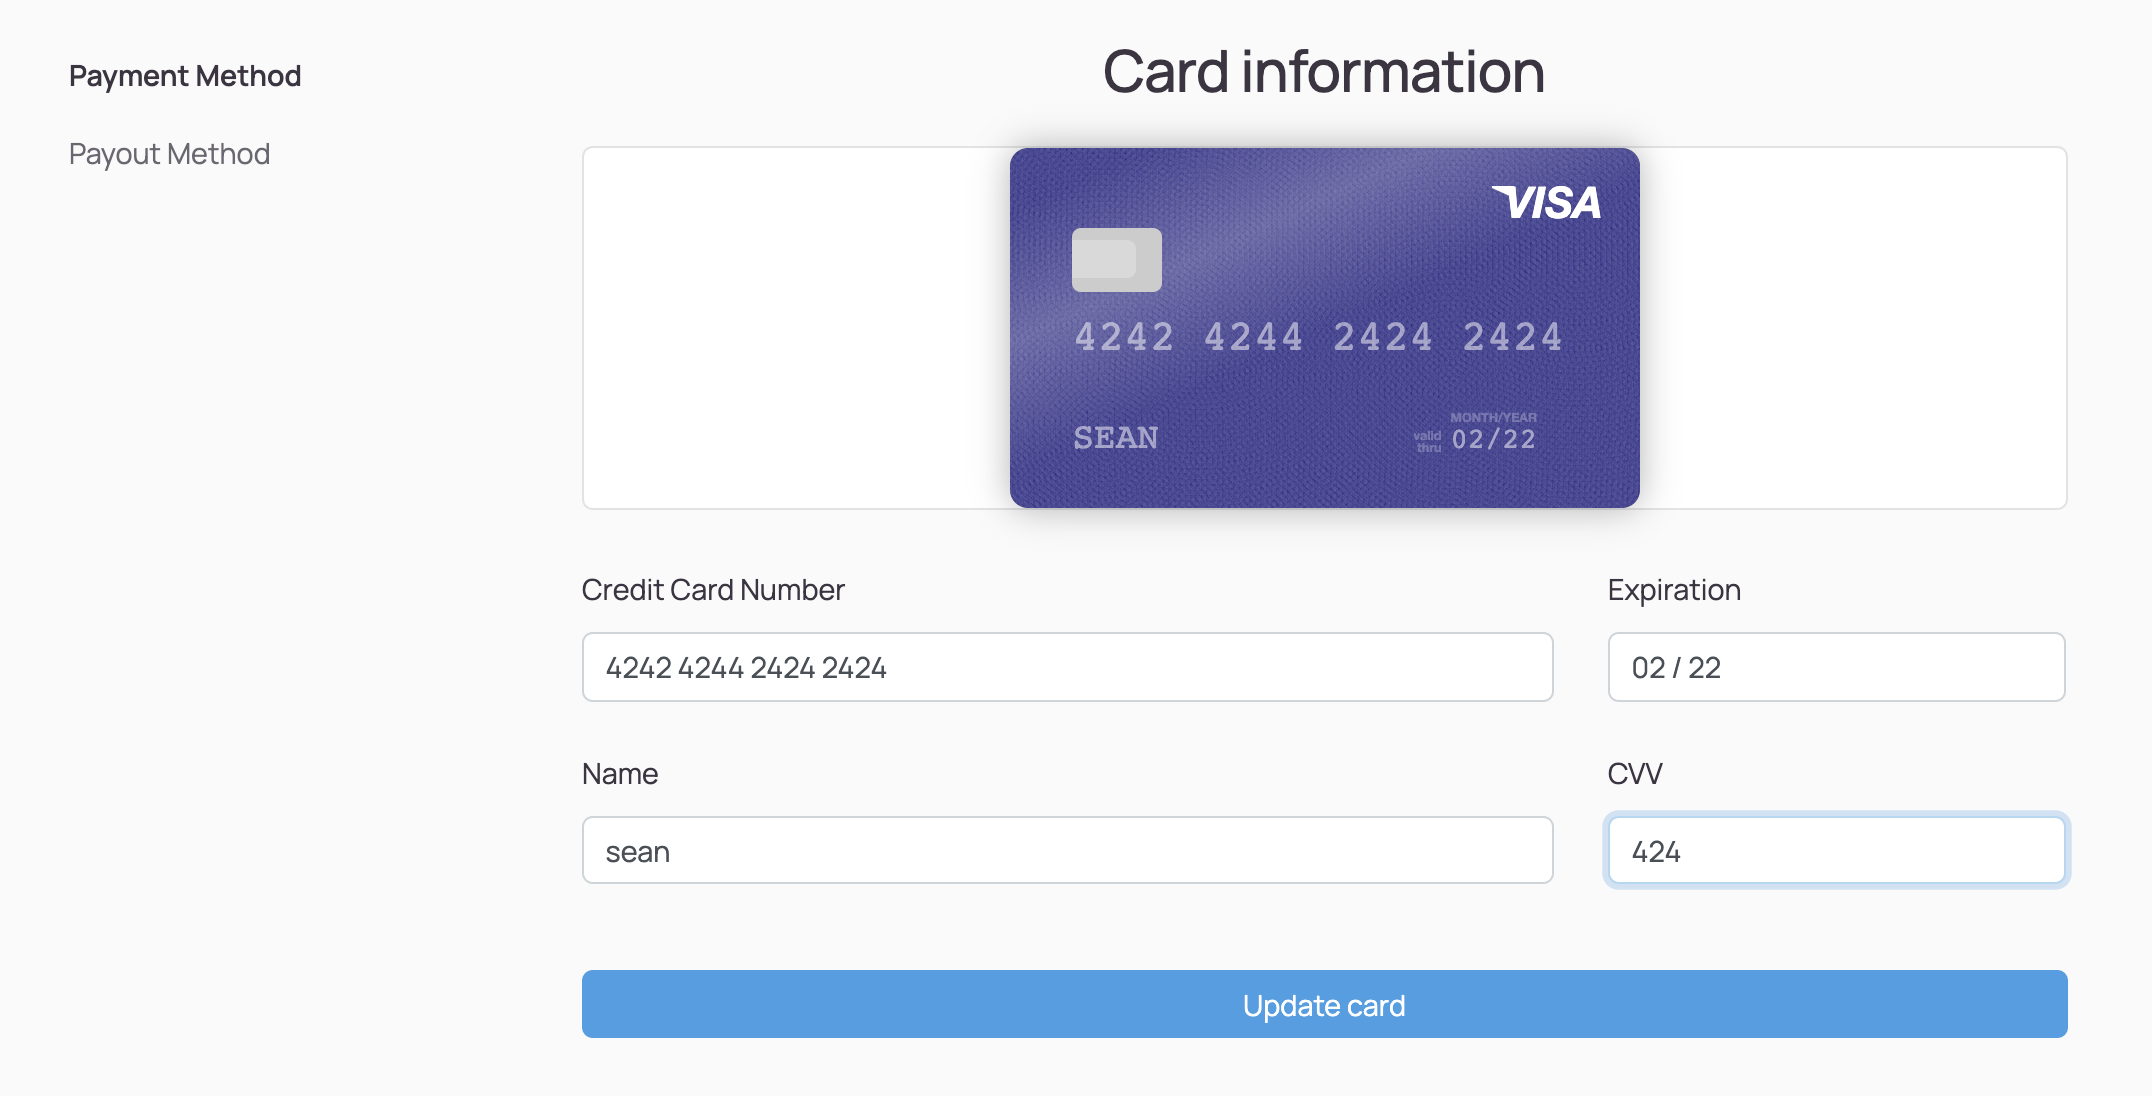 Payment Method
Payout Method
Card information
VISA
4242 4244 2424 2424
SEAN
MONTH/YEAR
valid
thru
02/22
Credit Card Number
Expiration
4242 4244 2424 2424
02 / 22
Name
CVV
sean
424
Update card